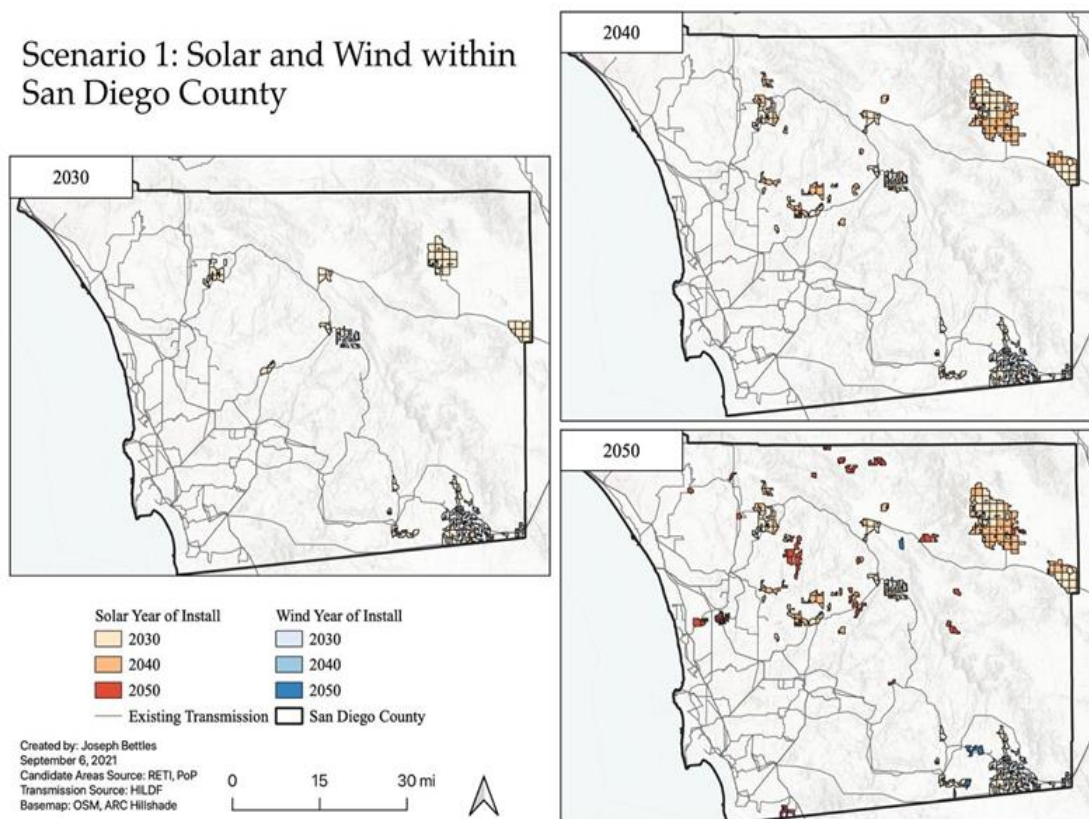 Scenario 1: Solar and Wind within
San Diego County
2030
2040
2050
Solar Year of Install
2030
2040
2050
Existing Transmission
Wind Year of Install
2030
2040
2050
San Diego County
Created by: Joseph Bettles
September 6, 2021
Candidate Areas Source: RETI, PoP
Transmission Source: HILDF
Basemap: OSM, ARC Hillshade
0 15 30 mi